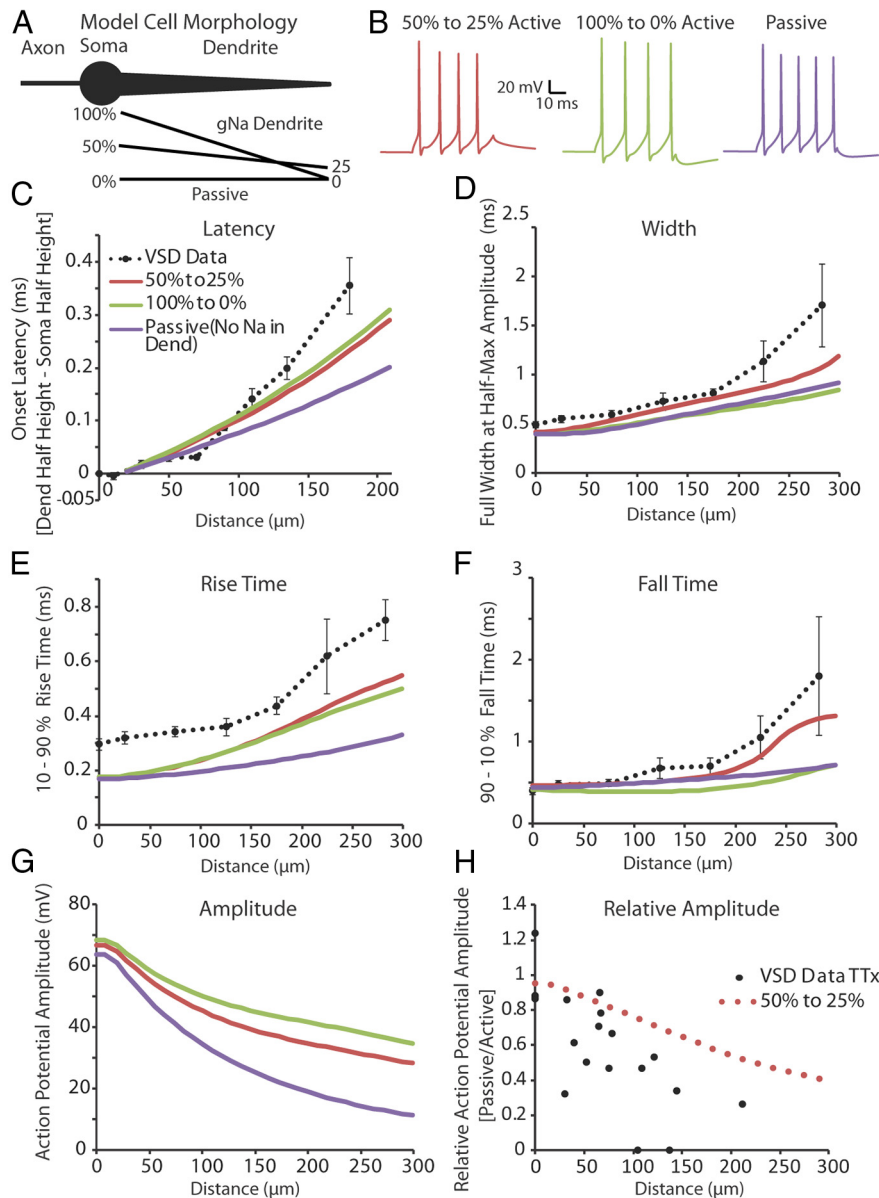 A
Model Cell Morphology
Axon
Soma
Dendrite
100%
50%
0%
gNa Dendrite
Passive
25
0
B
50% to 25% Active
100% to 0% Active
Passive
20 mV
10 ms
C
Latency
Onset Latency (ms)
[Dend Half Height - Soma Half Height]
0.4
0.3
0.2
0.1
0
-0.05
VSD Data
50% to 25%
100% to 0%
Passive(No Na in
Dend)
50
100
150
200
Distance (µm)
D
Width
Full Width at Half-Max Amplitude (ms)
2.5
2
1.5
1
0.5
0
0
50
100
150
200
250
300
Distance (µm)
E
Rise Time
10 - 90 % Rise Time (ms)
0.8
0.6
0.4
0.2
0
0
50
100
150
200
250
300
Distance (µm)
F
Fall Time
90 - 10 % Fall Time (ms)
3
2
1
0
0
50
100
150
200
250
300
Distance (µm)
G
Amplitude
Action Potential Amplitude (mV)
80
60
40
20
0
0
50
100
150
200
250
300
Distance (µm)
H
Relative Amplitude
Relative Action Potential Amplitude
[Passive/Active]
1.4
1.2
1
0.8
0.6
0.4
0.2
0
VSD Data TTx
50% to 25%
0
50
100
150
200
250
300
Distance (µm)